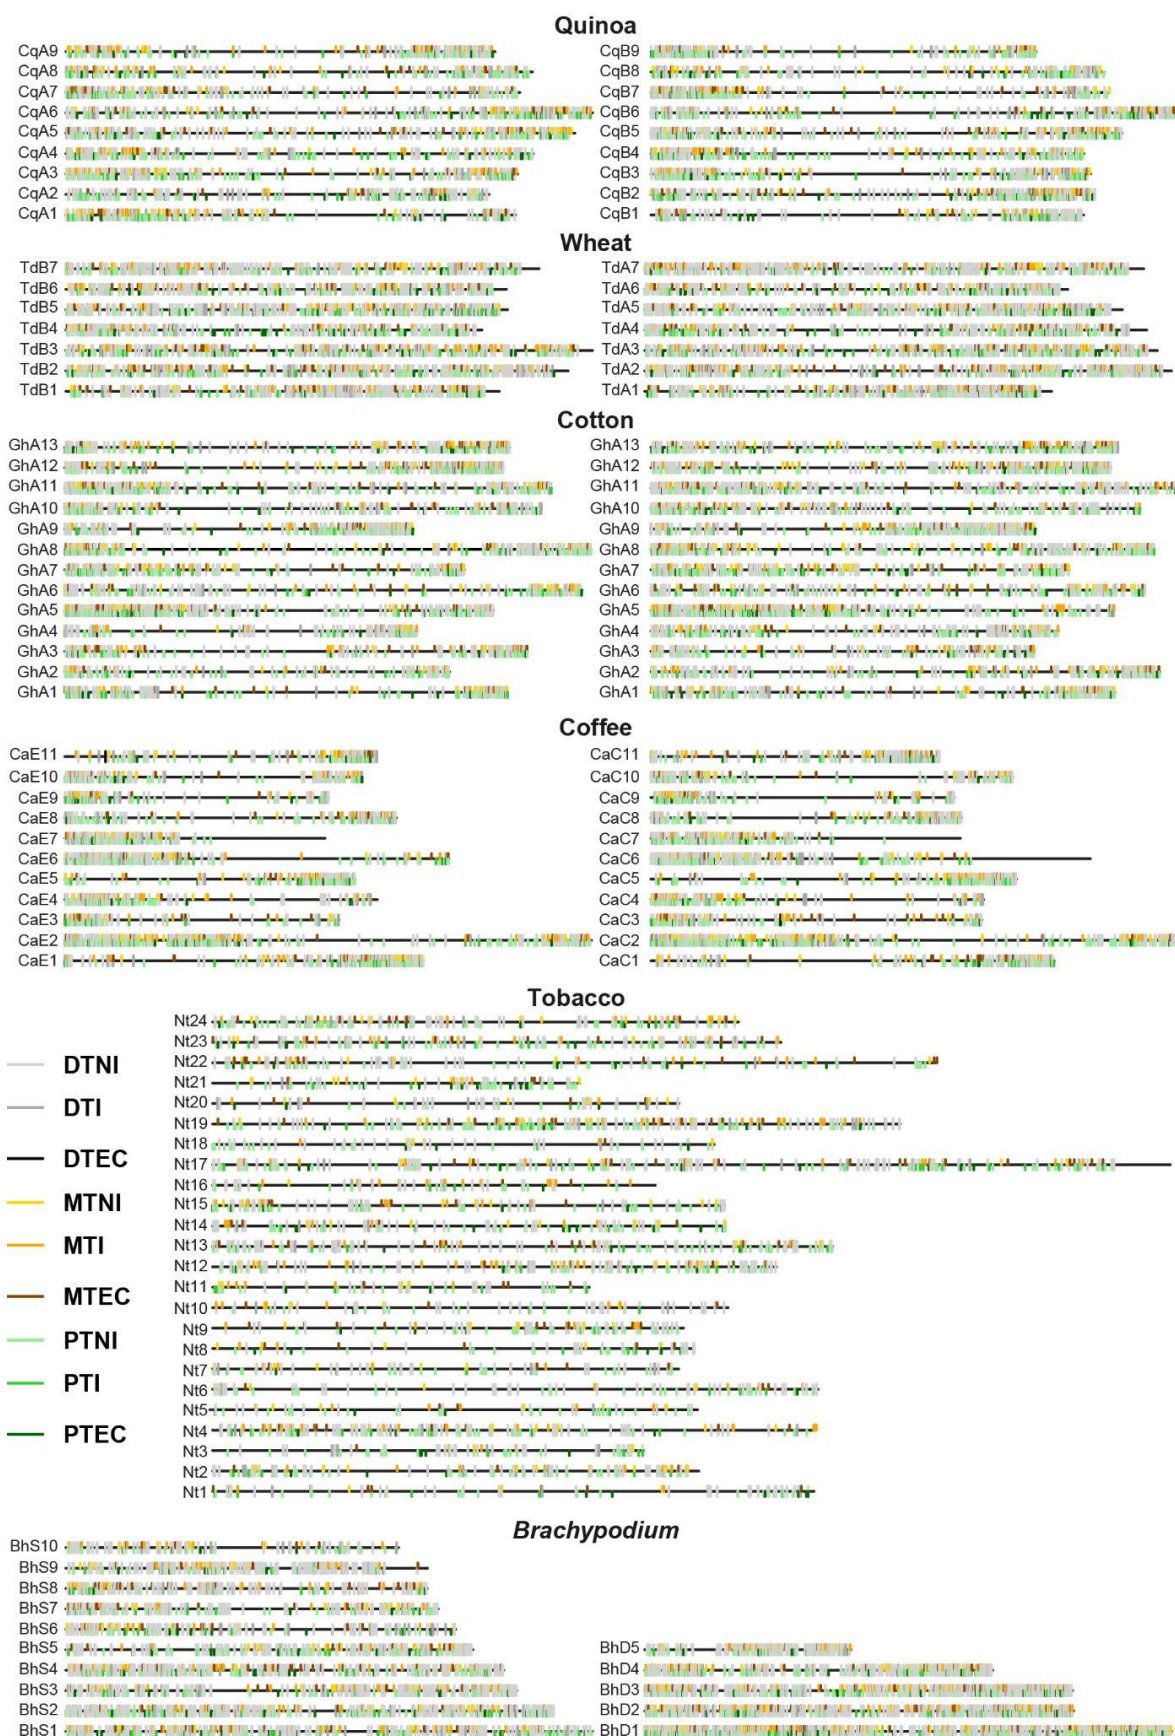 Quinoa
CqA9 CqB9
CqA8 CqB8
CqA7 CqB7
CqA6 CqB6
CqA5 CqB5
CqA4 CqB4
CqA3 CqB3
CqA2 CqB2
CqA1 CqB1
Wheat
TdB7 TdA7
TdB6 TdA6
TdB5 TdA5
TdB4 TdA4
TdB3 TdA3
TdB2 TdA2
TdB1 TdA1
Cotton
GhA13 GhA13
GhA12 GhA12
GhA11 GhA11
GhA10 GhA10
GhA9 GhA9
GhA8 GhA8
GhA7 GhA7
GhA6 GhA6
GhA5 GhA5
GhA4 GhA4
GhA3 GhA3
GhA2 GhA2
GhA1 GhA1
Coffee
CaE11 CaC11
CaE10 CaC10
CaE9 CaC9
CaE8 CaC8
CaE7 CaC7
CaE6 CaC6
CaE5 CaC5
CaE4 CaC4
CaE3 CaC3
CaE2 CaC2
CaE1 CaC1
Tobacco
Nt24
Nt23
Nt22
Nt21
Nt20
Nt19
Nt18
Nt17
Nt16
Nt15
Nt14
Nt13
Nt12
Nt11
Nt10
Nt9
Nt8
Nt7
Nt6
Nt5
Nt4
Nt3
Nt2
Nt1
DTNI
DTI
DTEC
MTNI
MTI
MTEC
PTNI
PTI
PTEC
Brachypodium
BhS10
BhS9
BhS8
BhS7
BhS6
BhS5 BhD5
BhS4 BhD4
BhS3 BhD3
BhS2 BhD2
BhS1 BhD1